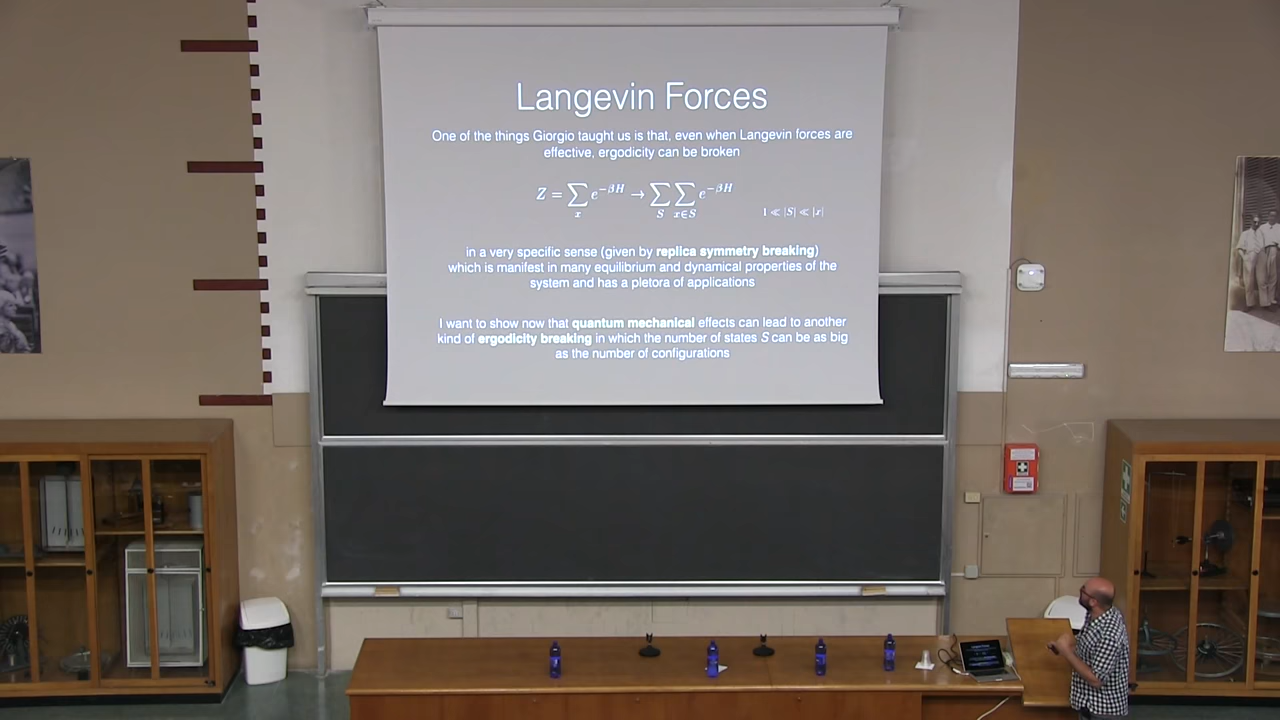 Langevin Forces
One of the things Giorgio taught us is that, even when Langevin forces are
effective, ergodicity can be broken
Z = ∑_x e^{-βH} → ∑_S ∑_{x∈S} e^{-βH}
1 ≪ |S| ≪ |x|
in a very specific sense (given by replica symmetry breaking)
which is manifest in many equilibrium and dynamical properties of the
system and has a pletora of applications
I want to show now that quantum mechanical effects can lead to another
kind of ergodicity breaking in which the number of states S can be as big
as the number of configurations